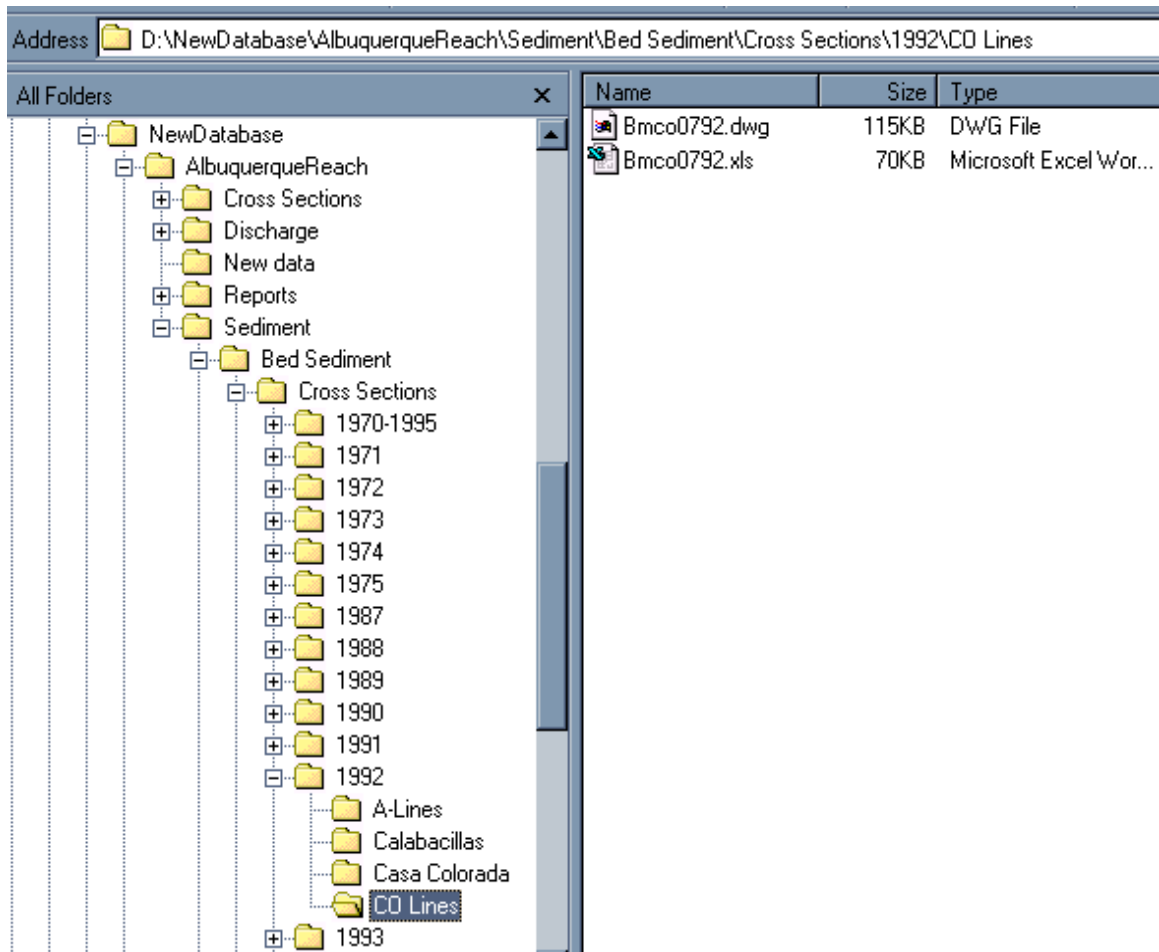 Address D:\NewDatabase\AlbuquerqueReach\Sediment\Bed Sediment\Cross Sections\1992\CO Lines
All Folders
NewDatabase
AlbuquerqueReach
Cross Sections
Discharge
New data
Reports
Sediment
Bed Sediment
Cross Sections
1970-1995
1971
1972
1973
1974
1975
1987
1988
1989
1990
1991
1992
A-Lines
Calabacillas
Casa Colorada
CO Lines
1993
Name Size Type
Bmco0792.dwg 115KB DWG File
Bmco0792.xls 70KB Microsoft Excel Wor...